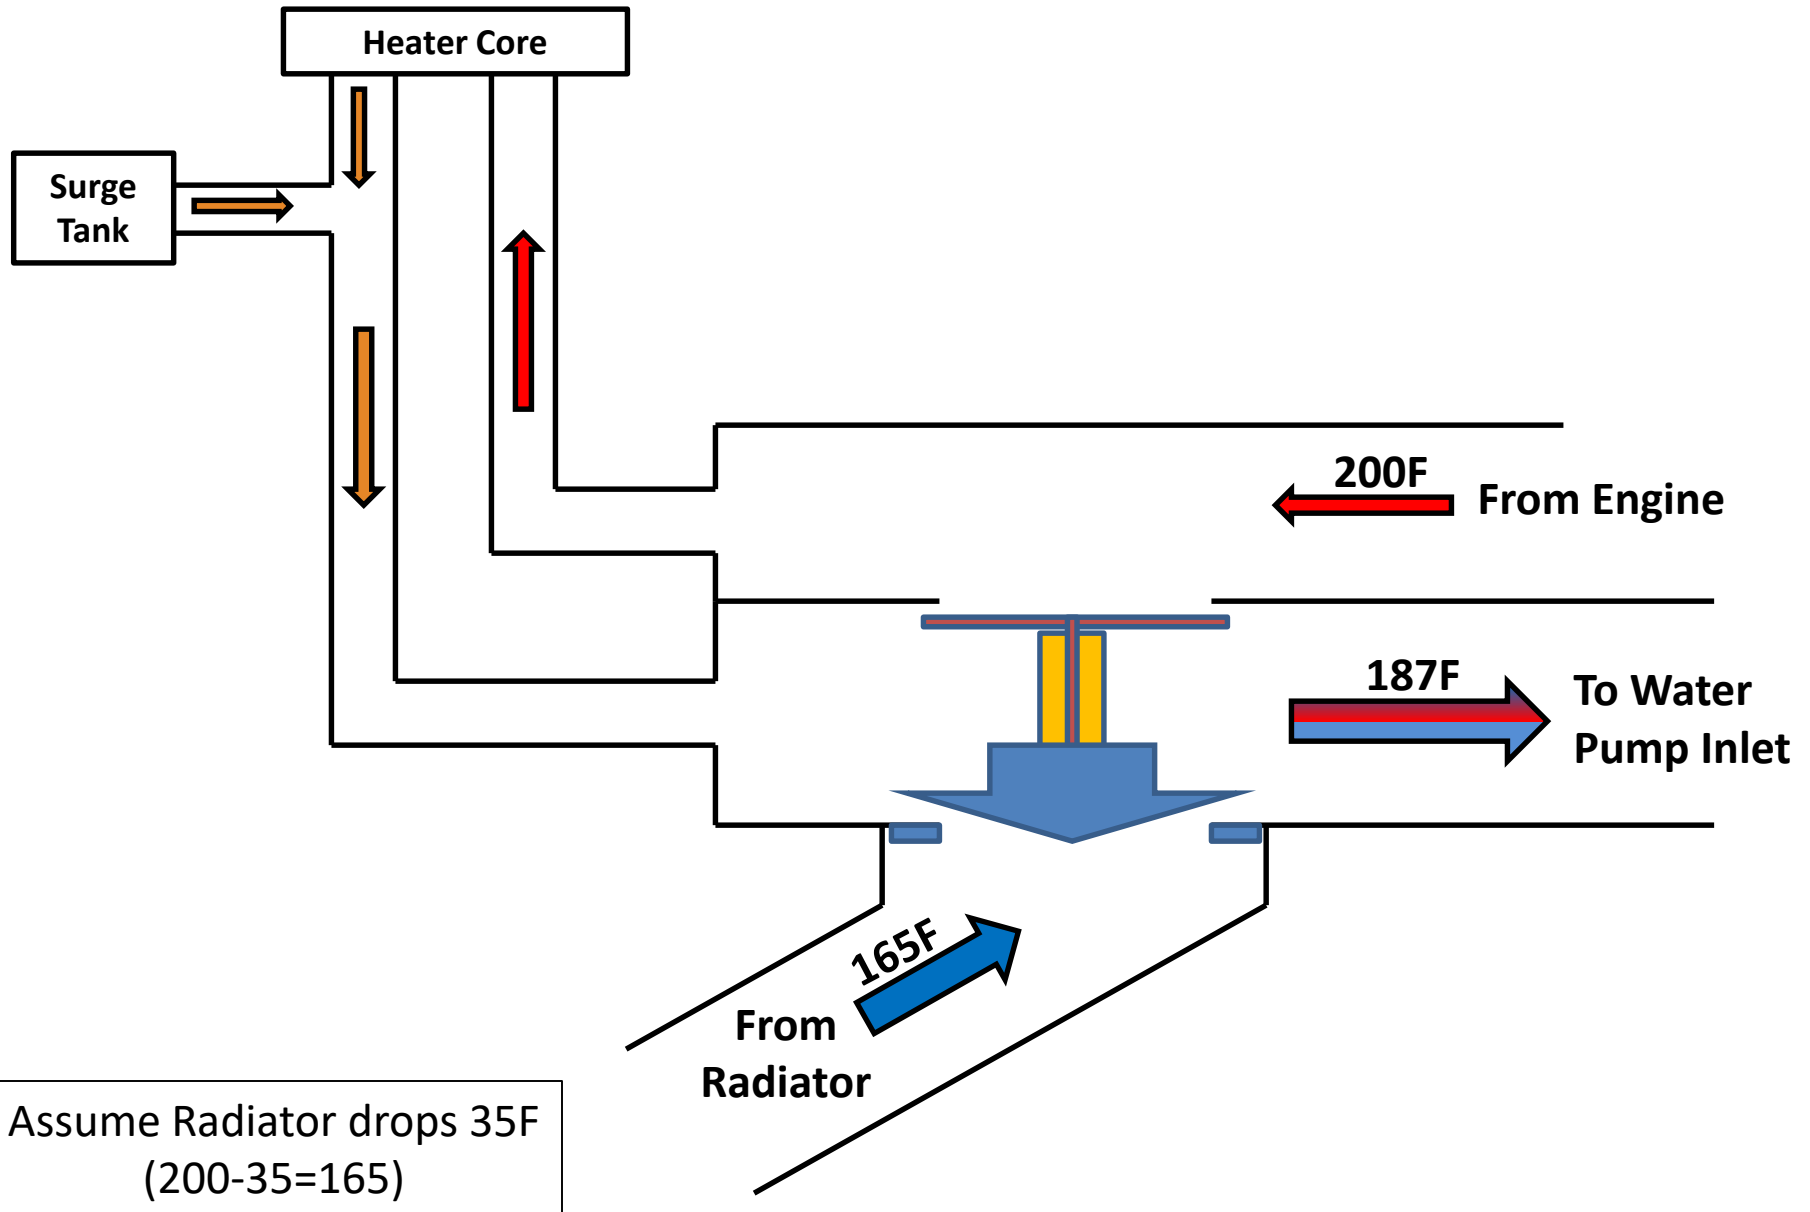 Heater Core
Surge
Tank
200F
From Engine
187F
To Water
Pump Inlet
165F
From
Radiator
Assume Radiator drops 35F
(200-35=165)